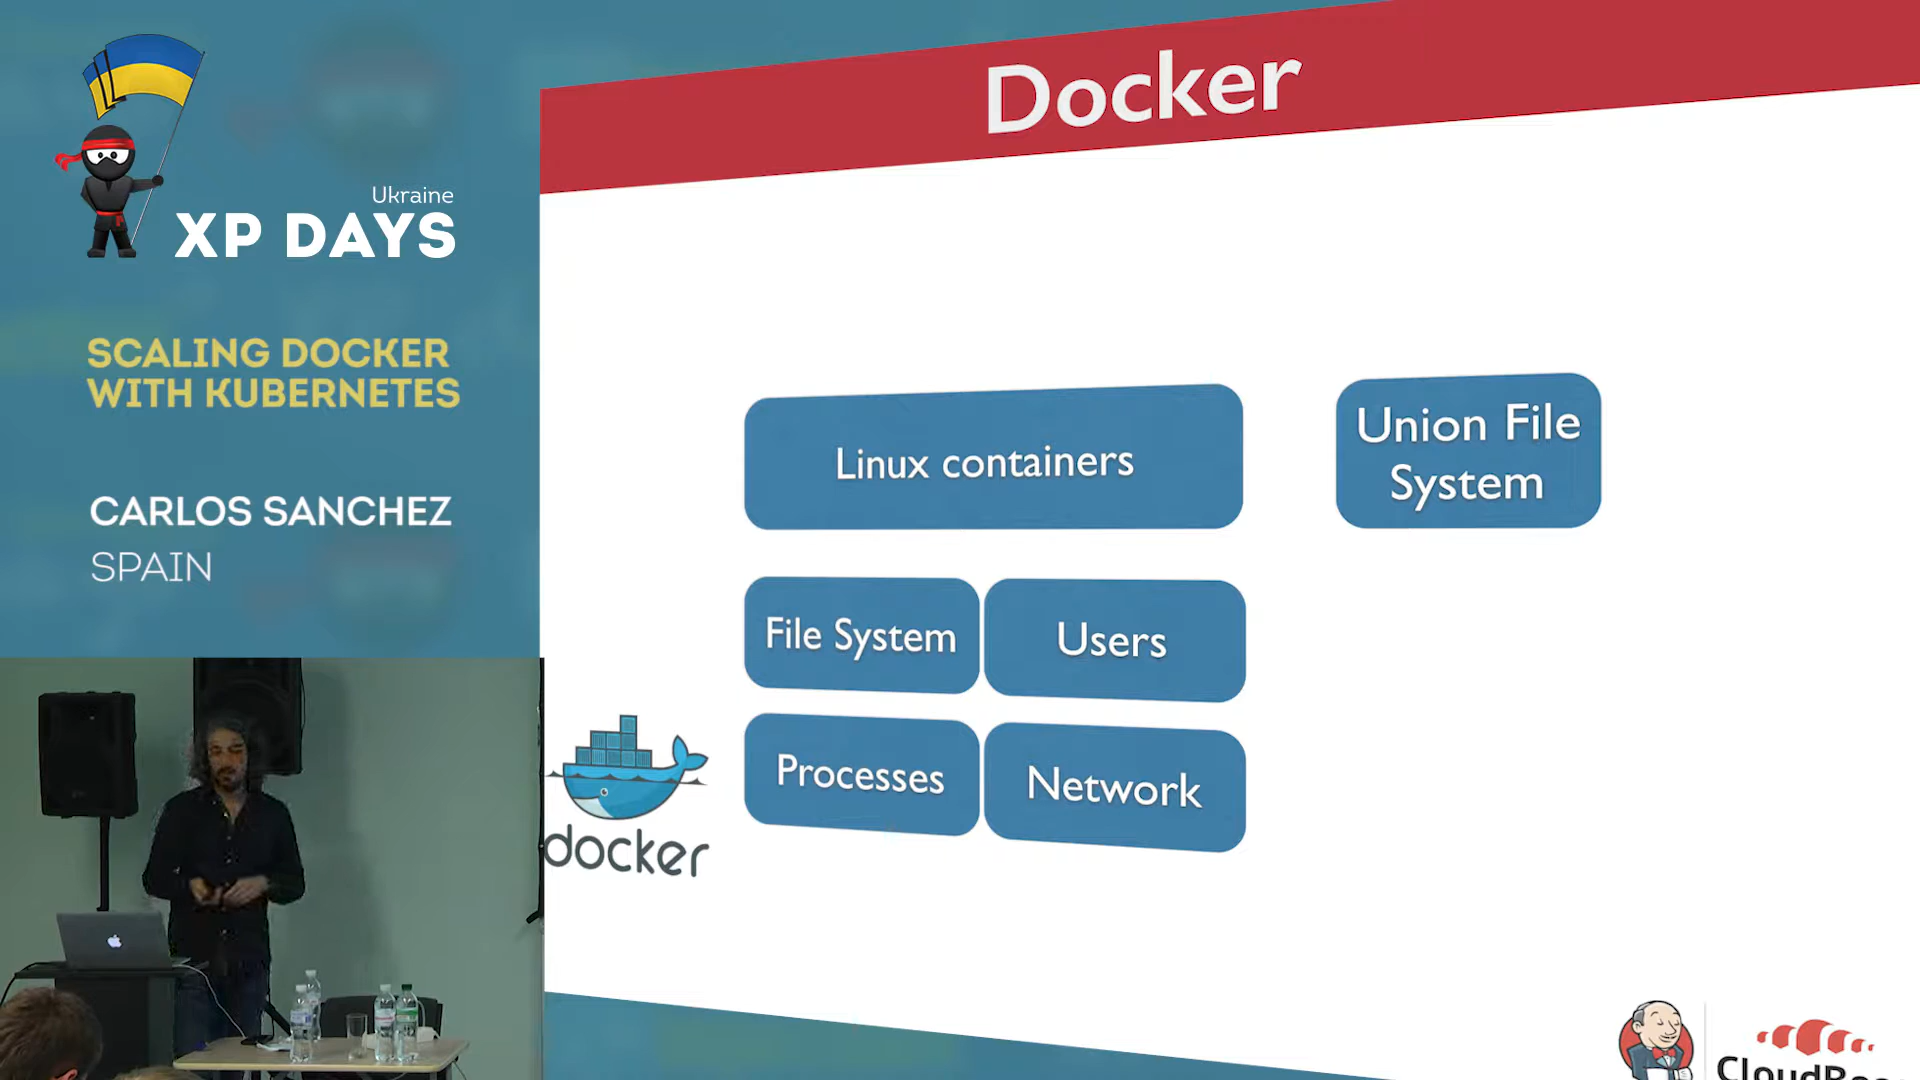 Ukraine
XP DAYS
SCALING DOCKER
WITH KUBERNETES
CARLOS SANCHEZ
SPAIN
Docker
Linux containers
Union File
System
File System
Users
Processes
Network
docker